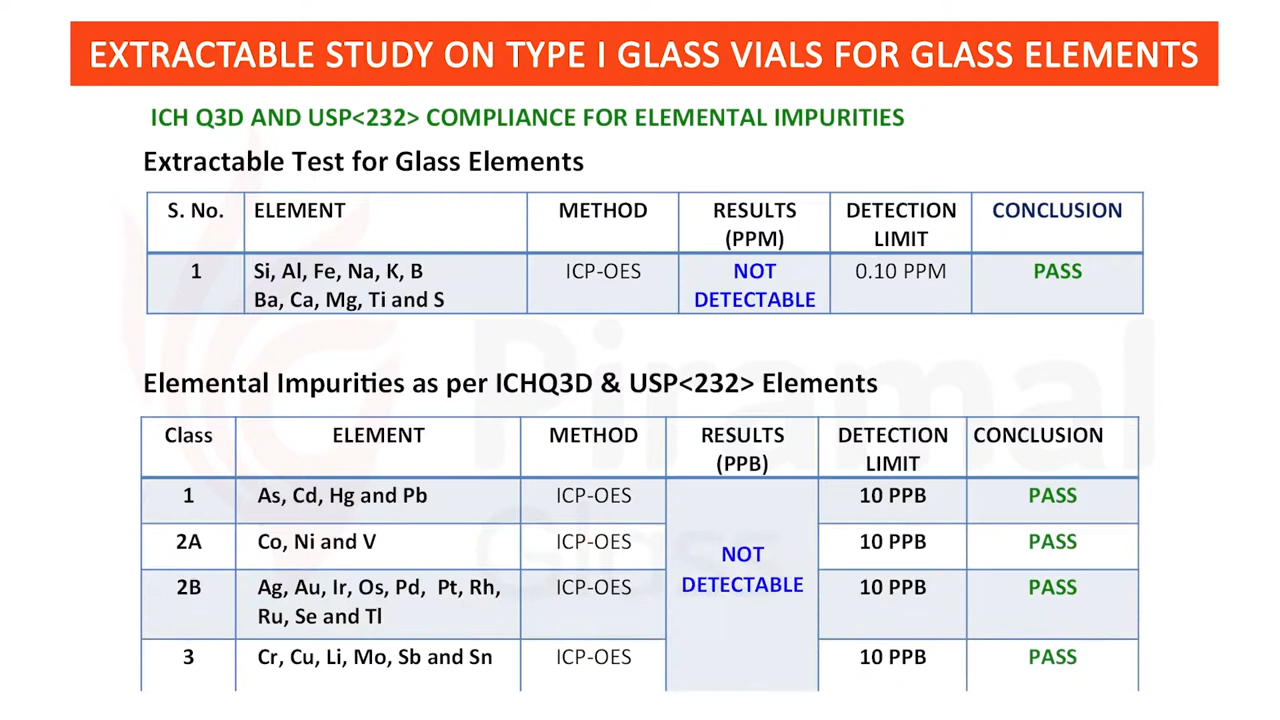 EXTRACTABLE STUDY ON TYPE I GLASS VIALS FOR GLASS ELEMENTS
ICH Q3D AND USP<232> COMPLIANCE FOR ELEMENTAL IMPURITIES
Extractable Test for Glass Elements
S. No. ELEMENT METHOD RESULTS (PPM) DETECTION LIMIT CONCLUSION
1 Si, Al, Fe, Na, K, B Ba, Ca, Mg, Ti and S ICP-OES NOT DETECTABLE 0.10 PPM PASS
Elemental Impurities as per ICHQ3D & USP<232> Elements
Class ELEMENT METHOD RESULTS (PPB) DETECTION LIMIT CONCLUSION
1 As, Cd, Hg and Pb ICP-OES 10 PPB PASS
2A Co, Ni and V ICP-OES NOT DETECTABLE 10 PPB PASS
2B Ag, Au, Ir, Os, Pd, Pt, Rh, Ru, Se and Tl ICP-OES 10 PPB PASS
3 Cr, Cu, Li, Mo, Sb and Sn ICP-OES 10 PPB PASS
Piramal
Glass